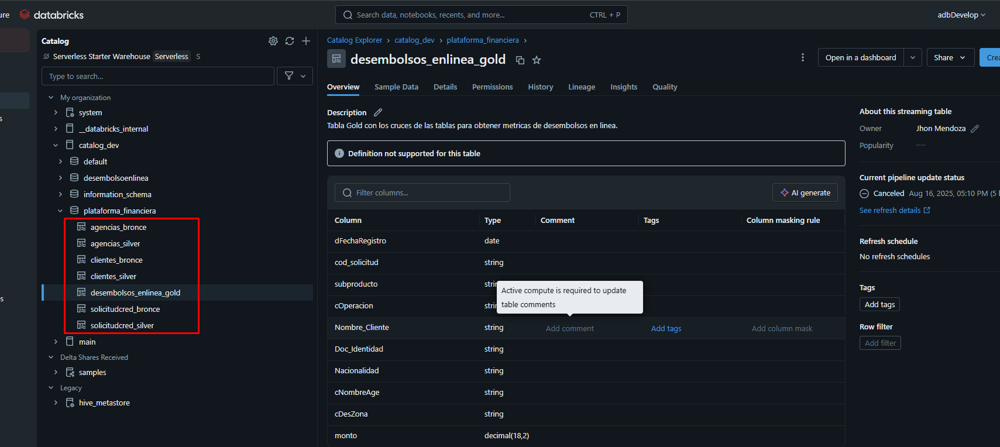 ure databricks
Search data, notebooks, recents, and more... CTRL + P
adbDevelop
Catalog
Serverless Starter Warehouse Serverless S
Type to search...
My organization
system
__databricks_internal
catalog_dev
default
desembolsoenlinea
information_schema
plataforma_financiera
agencias_bronce
agencias_silver
clientes_bronce
clientes_silver
desembolsos_enlinea_gold
solicitudcred_bronce
solicitudcred_silver
main
Delta Shares Received
samples
Legacy
hive_metastore
s
s
Catalog Explorer > catalog_dev > plataforma_financiera >
desembolsos_enlinea_gold
Open in a dashboard
Share
Crea
Overview Sample Data Details Permissions History Lineage Insights Quality
Description
Tabla Gold con los cruces de las tablas para obtener metricas de desembolsos en linea.
Definition not supported for this table
Filter columns...
AI generate
Column Type Comment Tags Column masking rule
dFechaRegistro date
cod_solicitud string
subproducto strin
cOperacion strin
Active compute is required to update
table comments
Nombre_Cliente string Add comment Add tags Add column mask
Doc_Identidad string
Nacionalidad string
cNombreAge string
cDesZona string
monto decimal(18,2)
About this streaming table
Owner Jhon Mendoza
Popularity ----
Current pipeline update status
Canceled Aug 16, 2025, 05:10 PM (5 h
See refresh details
Refresh schedule
No refresh schedules
Tags
Add tags
Row filter
Add filter